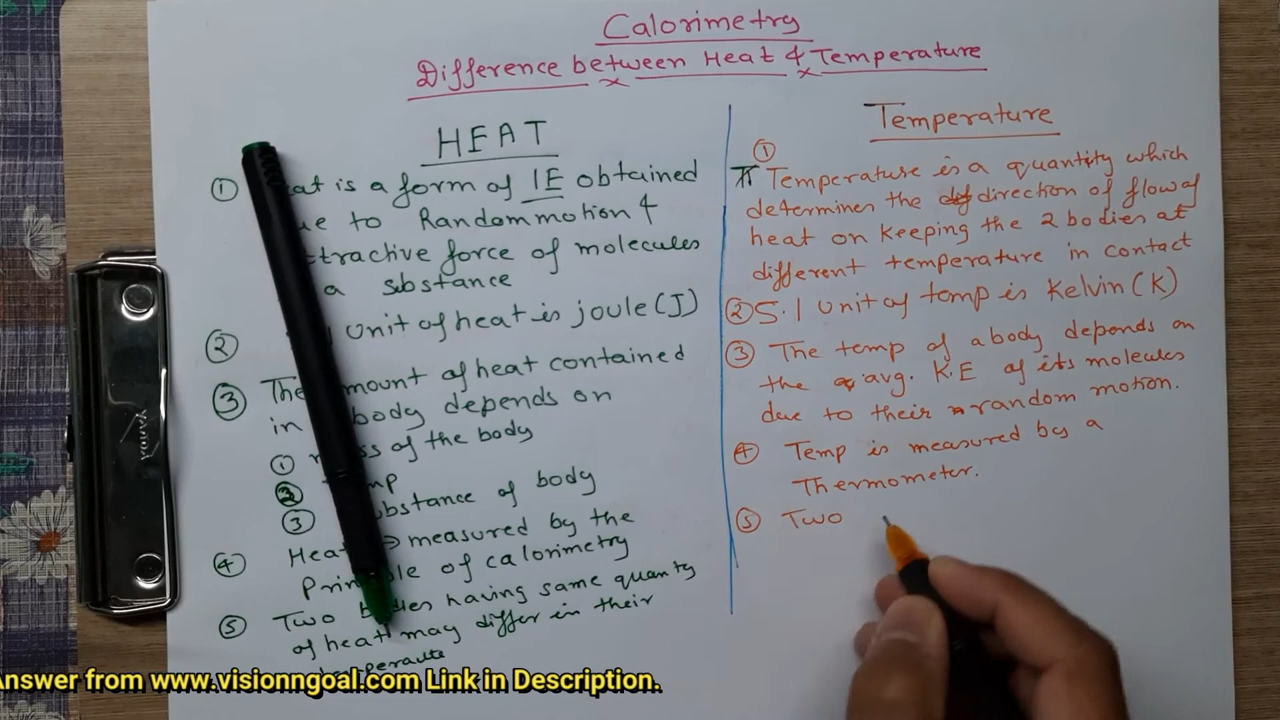 Calorimetry
Difference between Heat & Temperature
HEAT
① at is a form of IE obtained
ue to Random motion &
ttractive force of molecules
a substance
② Unit of heat is joule (J)
③ The mount of heat contained
in body depends on
① ss of the body
② mp
③ ubstance of body
④ Heat → measured by the
Prin le of calorimetry
⑤ Two b dies having same quantity
of heat may differ in their
Temperature
①
Temperature is a quantity which
determines the direction of flow of
heat on keeping the 2 bodies at
different temperature in contact
② S.I Unit of temp is Kelvin (K)
③ The temp of a body depends on
the avg. K.E of its molecules
due to their random motion.
④ Temp is measured by a
Thermometer.
⑤ Two
Answer from www.visionngoal.com Link in Description.